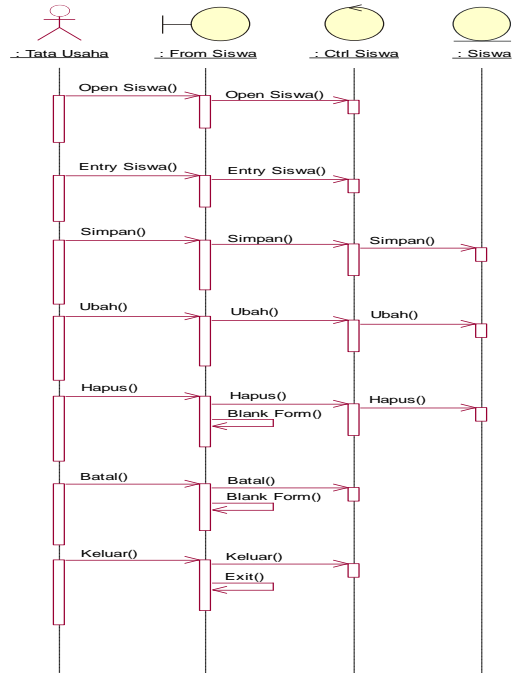 : Tata Usaha : From Siswa : Ctrl Siswa : Siswa
Open Siswa() Open Siswa()
Entry Siswa() Entry Siswa()
Simpan() Simpan() Simpan()
Ubah() Ubah() Ubah()
Hapus() Hapus() Hapus()
Blank Form()
Batal() Batal()
Blank Form()
Keluar() Keluar()
Exit()